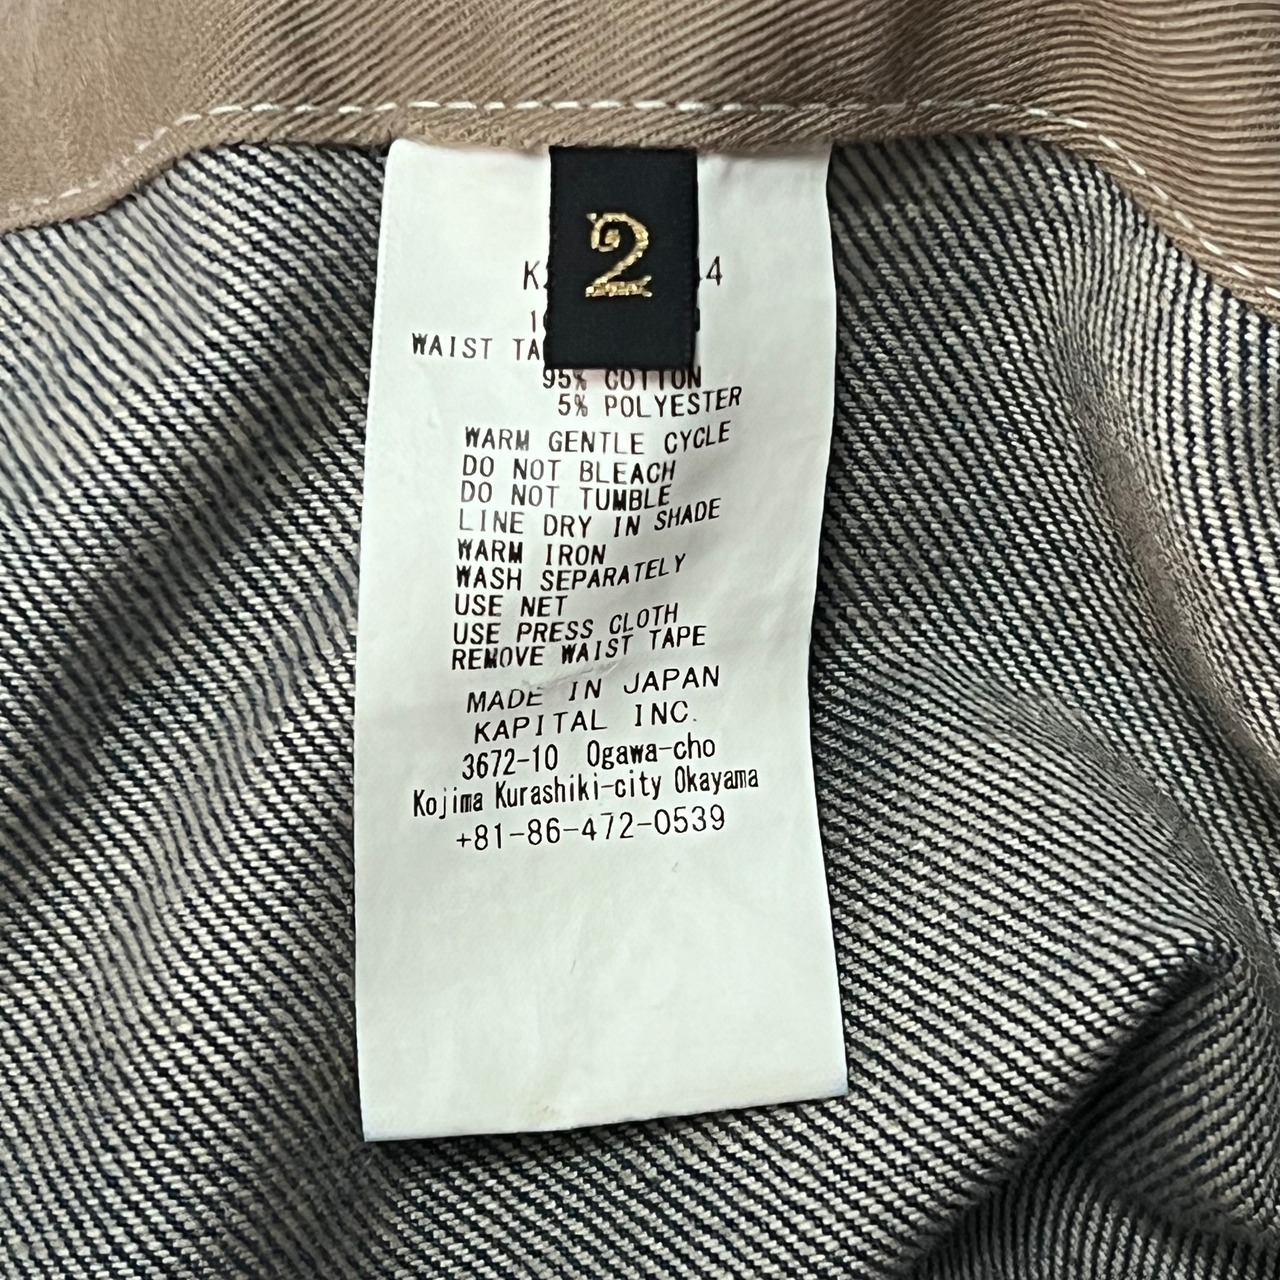 2
WAIST
95% COTTON
5% POLYESTER
WARM GENTLE CYCLE
DO NOT BLEACH
DO NOT TUMBLE
LINE DRY IN SHADE
WARM IRON
WASH SEPARATELY
USE NET
USE PRESS CLOTH
REMOVE WAIST TAPE
MADE IN JAPAN
KAPITAL INC.
3672-10 Ogawa-cho
Kojima Kurashiki-city Okayama
+81-86-472-0539